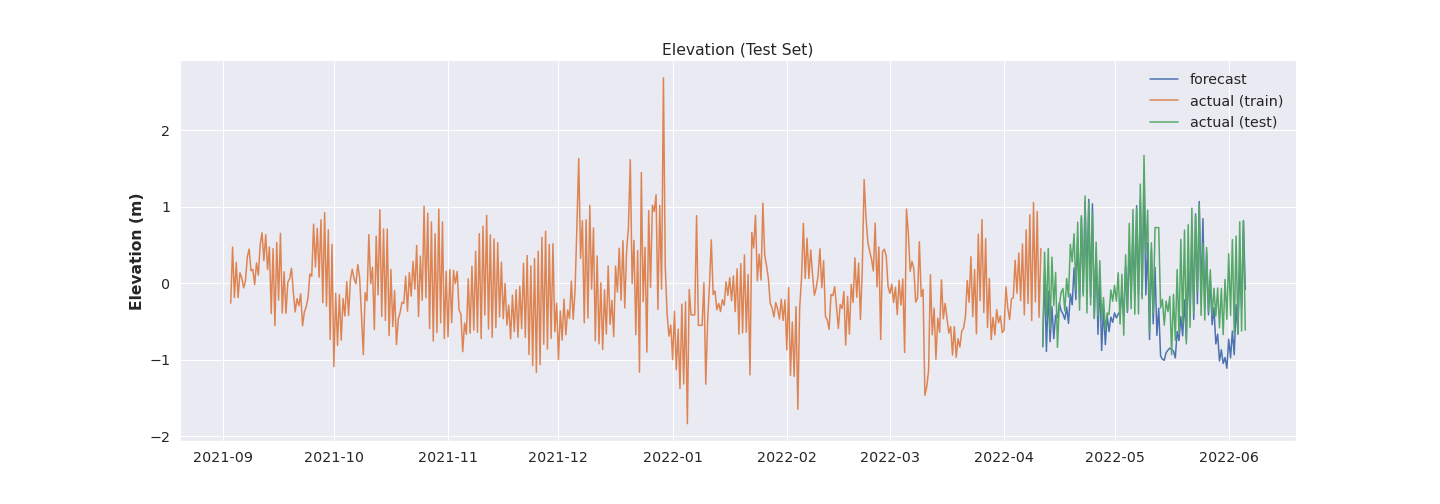 Elevation (Test Set)
forecast
actual (train)
actual (test)
Elevation (m)
2
1
0
−1
−2
2021-09 2021-10 2021-11 2021-12 2022-01 2022-02 2022-03 2022-04 2022-05 2022-06